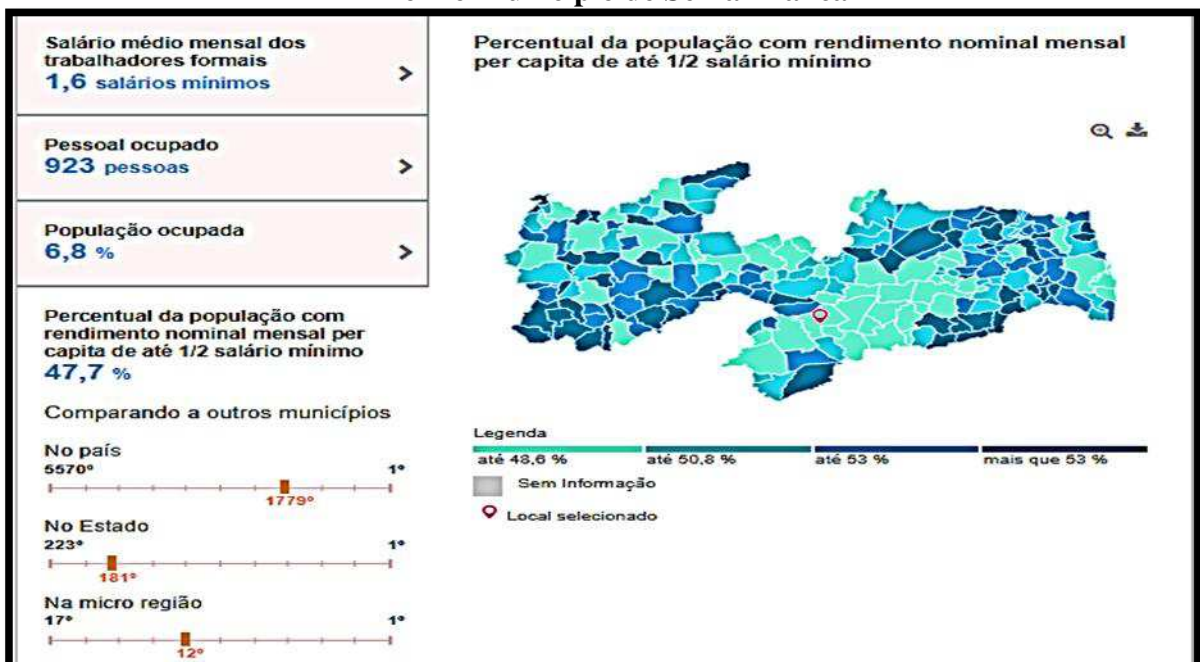 Salário médio mensal dos
trabalhadores formais
1,6 salários mínimos
Pessoal ocupado
923 pessoas
População ocupada
6,8 %
Percentual da população com
rendimento nominal mensal per
capita de até 1/2 salário mínimo
47,7 %
Comparando a outros municípios
No país
5570º 1º
1779º
No Estado
223º 1º
181º
Na micro região
17º 1º
12º
Percentual da população com rendimento nominal mensal
per capita de até 1/2 salário mínimo
Legenda
até 48,6 % até 50,8 % até 53 % mais que 53 %
Sem Informação
Local selecionado